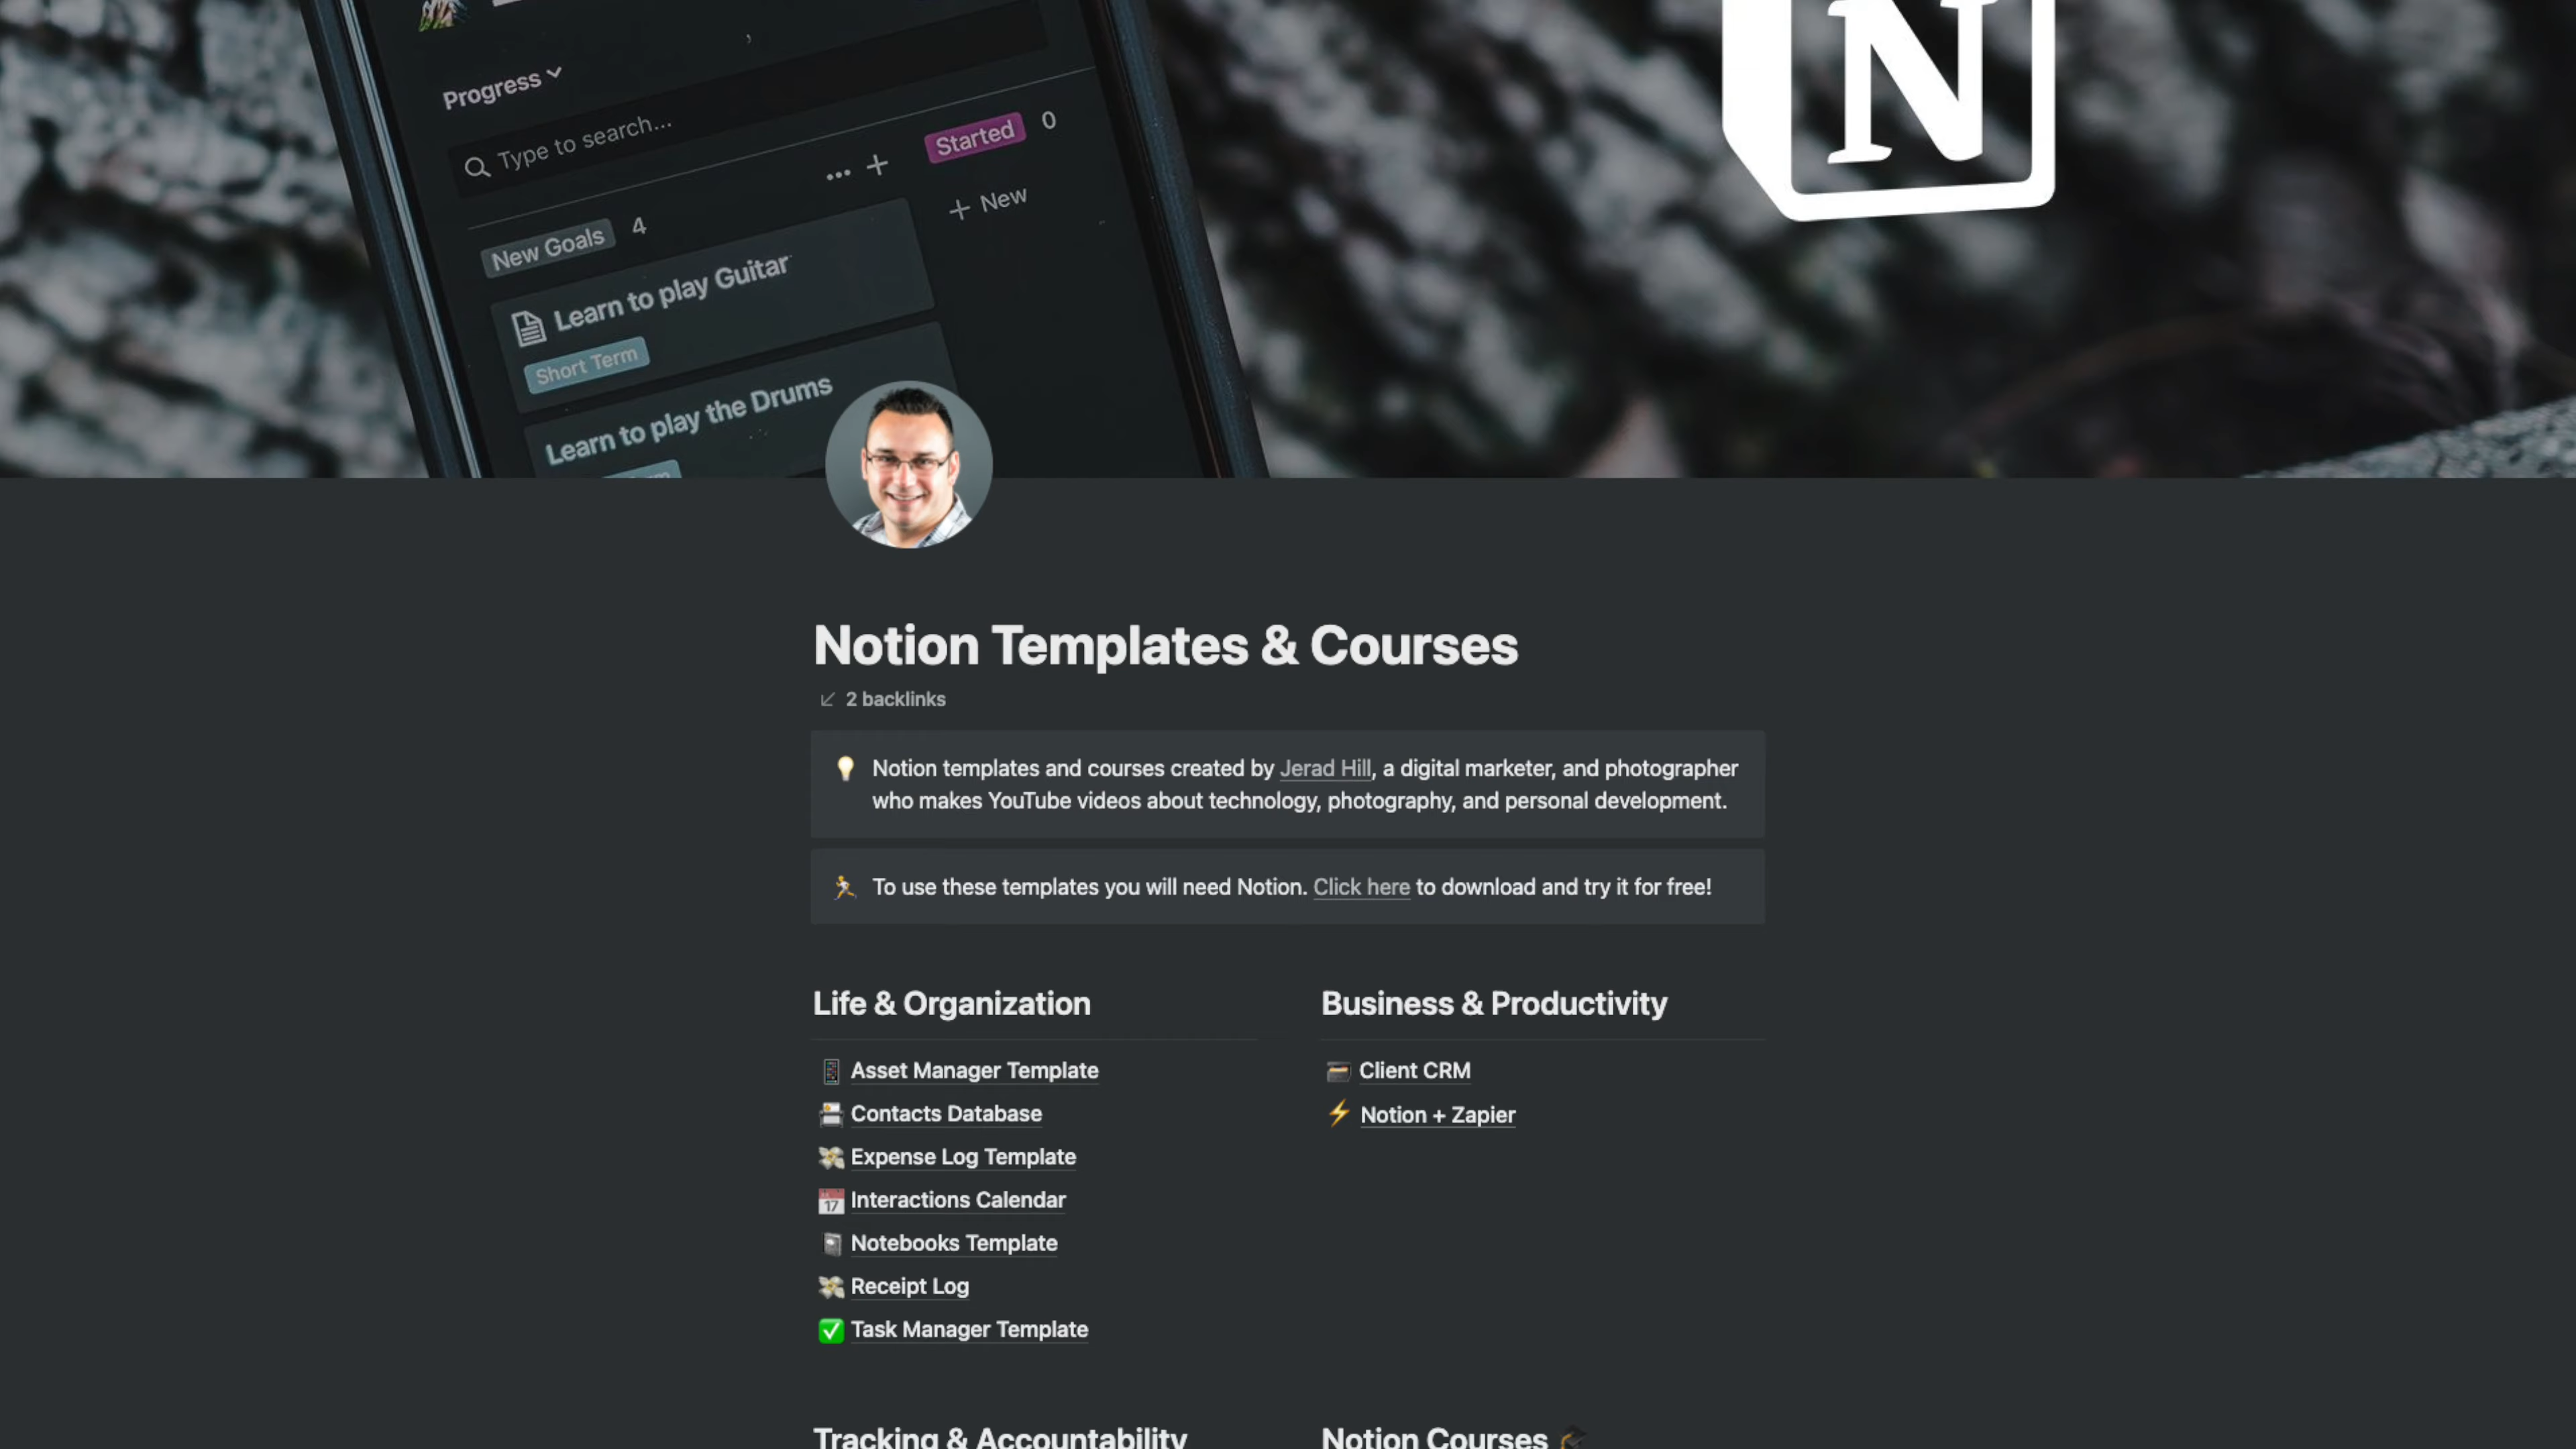 Progress
Type to search...
Started 0
New Goals 4
New
Learn to play Guitar
Short Term
Learn to play the Drums
N
Notion Templates & Courses
2 backlinks
Notion templates and courses created by Jerad Hill, a digital marketer, and photographer
who makes YouTube videos about technology, photography, and personal development.
To use these templates you will need Notion. Click here to download and try it for free!
Life & Organization
Asset Manager Template
Contacts Database
Expense Log Template
Interactions Calendar
Notebooks Template
Receipt Log
Task Manager Template
Business & Productivity
Client CRM
Notion + Zapier
Tracking & Accountability
Notion Courses